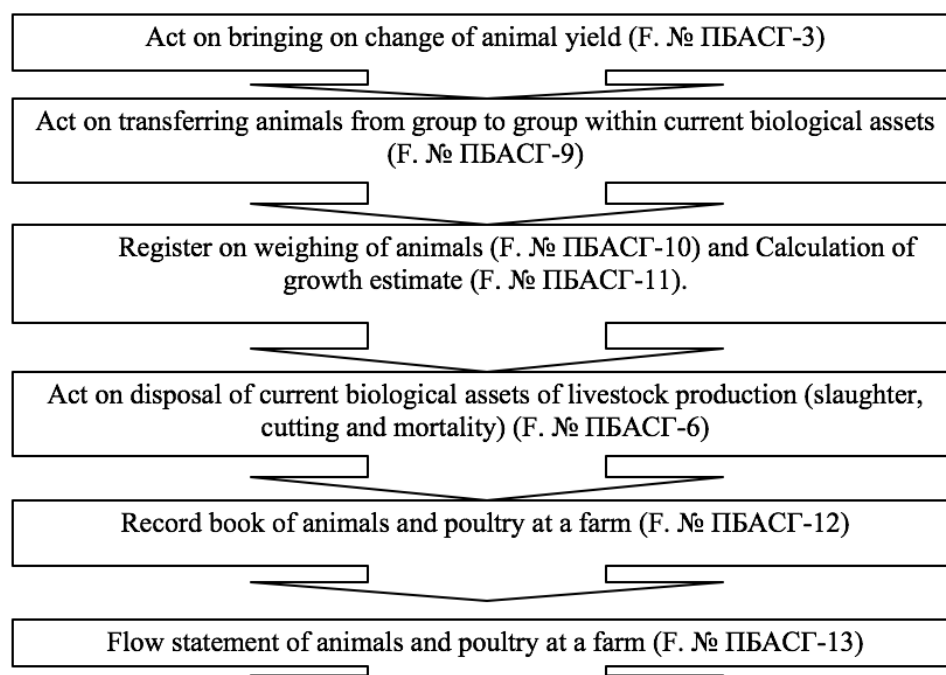 Act on bringing on change of animal yield (F. № ПБАСГ-3)
Act on transferring animals from group to group within current biological assets
(F. № ПБАСГ-9)
Register on weighing of animals (F. № ПБАСГ-10) and Calculation of
growth estimate (F. № ПБАСГ-11).
Act on disposal of current biological assets of livestock production (slaughter,
cutting and mortality) (F. № ПБАСГ-6)
Record book of animals and poultry at a farm (F. № ПБАСГ-12)
Flow statement of animals and poultry at a farm (F. № ПБАСГ-13)